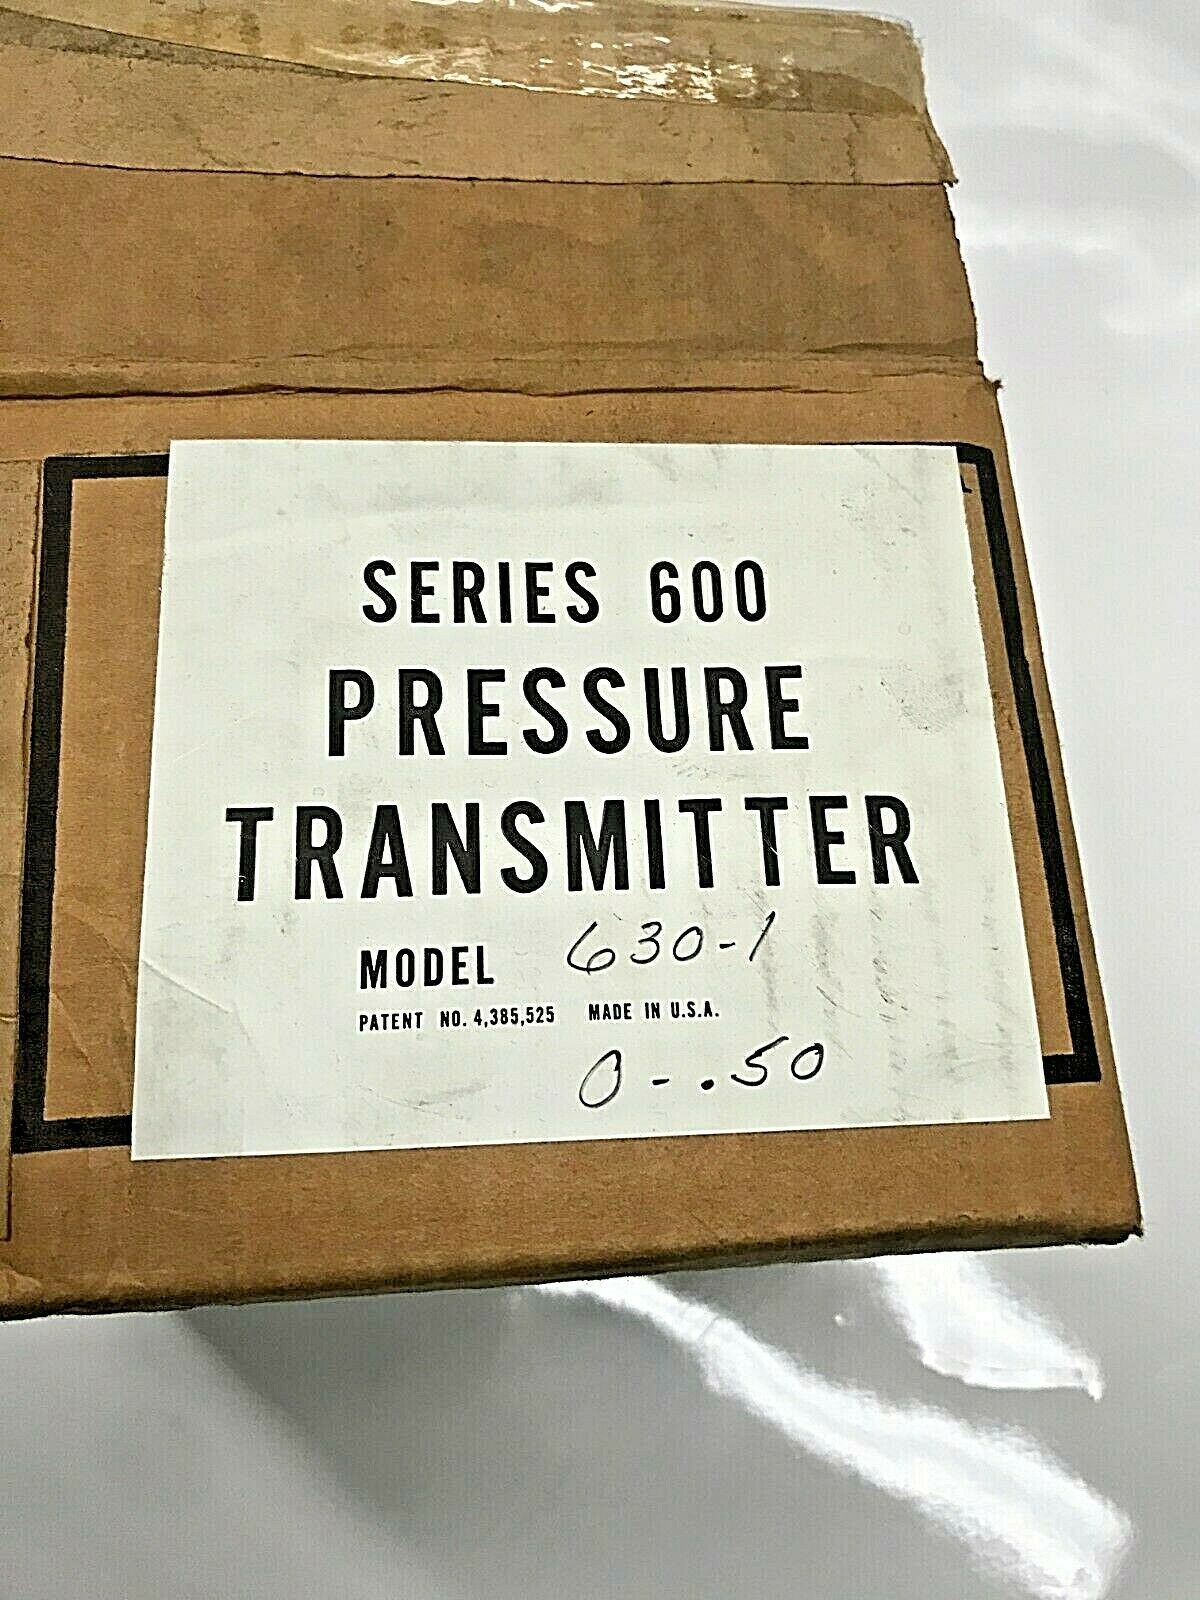 SERIES 600
PRESSURE
TRANSMITTER
MODEL 630-1
PATENT NO. 4,385,525 MADE IN U.S.A.
0-.50